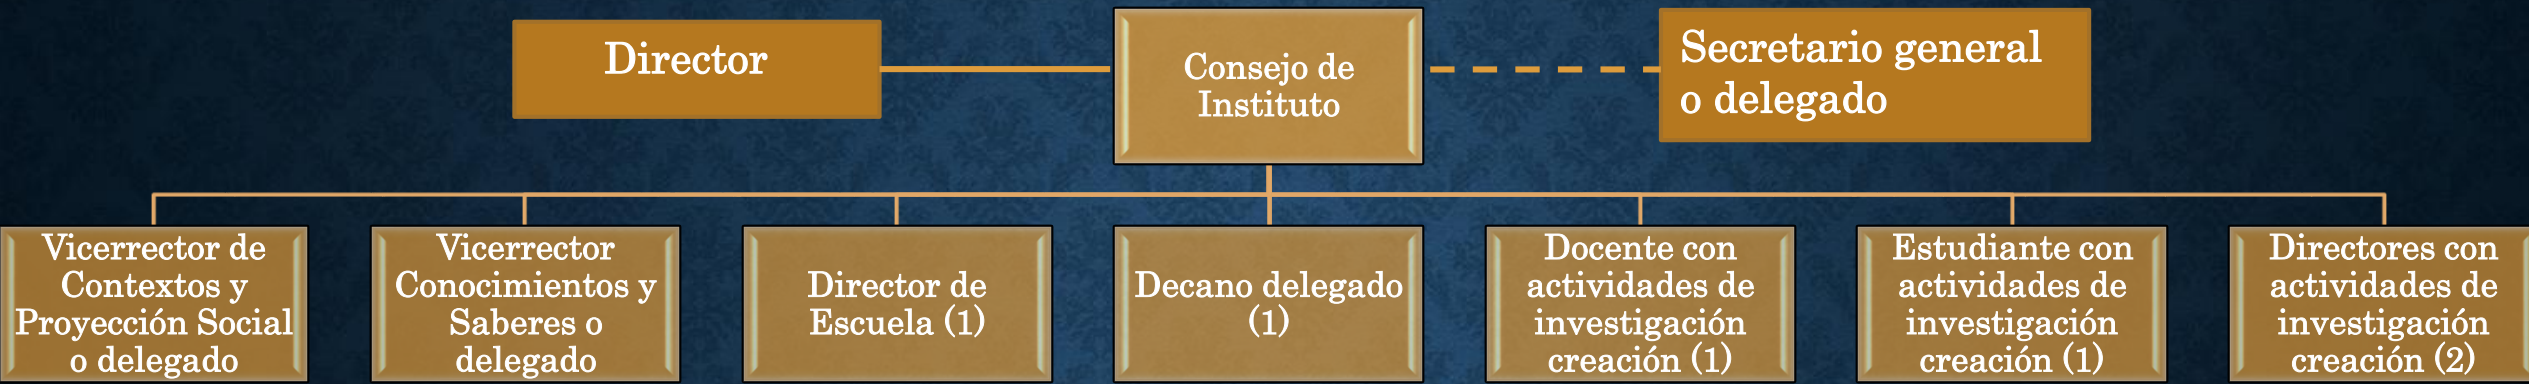 Director
Consejo de
Instituto
Secretario general
o delegado
Vicerrector de
Contextos y
Proyección Social
o delegado
Vicerrector
Conocimientos y
Saberes o
delegado
Director de
Escuela (1)
Decano delegado
(1)
Docente con
actividades de
investigación
creación (1)
Estudiante con
actividades de
investigación
creación (1)
Directores con
actividades de
investigación
creación (2)